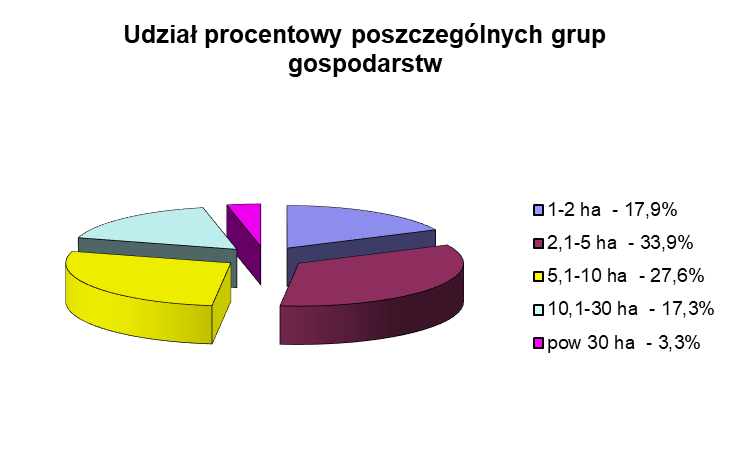 Udział procentowy poszczególnych grup
gospodarstw
1-2 ha - 17,9%
2,1-5 ha - 33,9%
5,1-10 ha - 27,6%
10,1-30 ha - 17,3%
pow 30 ha - 3,3%